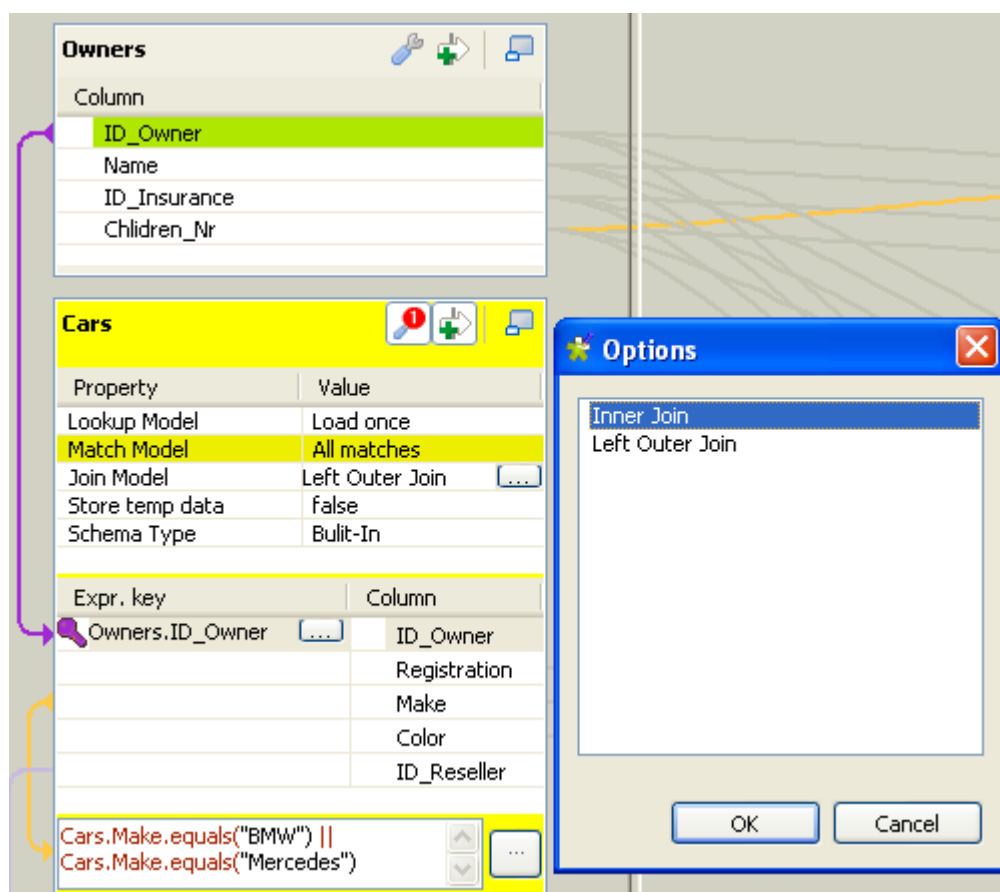 Owners
Column
ID_Owner
Name
ID_Insurance
Chlidren_Nr
Cars
1
Property Value
Lookup Model Load once
Match Model All matches
Join Model Left Outer Join ...
Store temp data false
Schema Type Bulit-In
Expr. key Column
Owners.ID_Owner ... ID_Owner
Registration
Make
Color
ID_Reseller
Cars.Make.equals("BMW") ||
Cars.Make.equals("Mercedes")
...
Options
Inner Join
Left Outer Join
OK Cancel